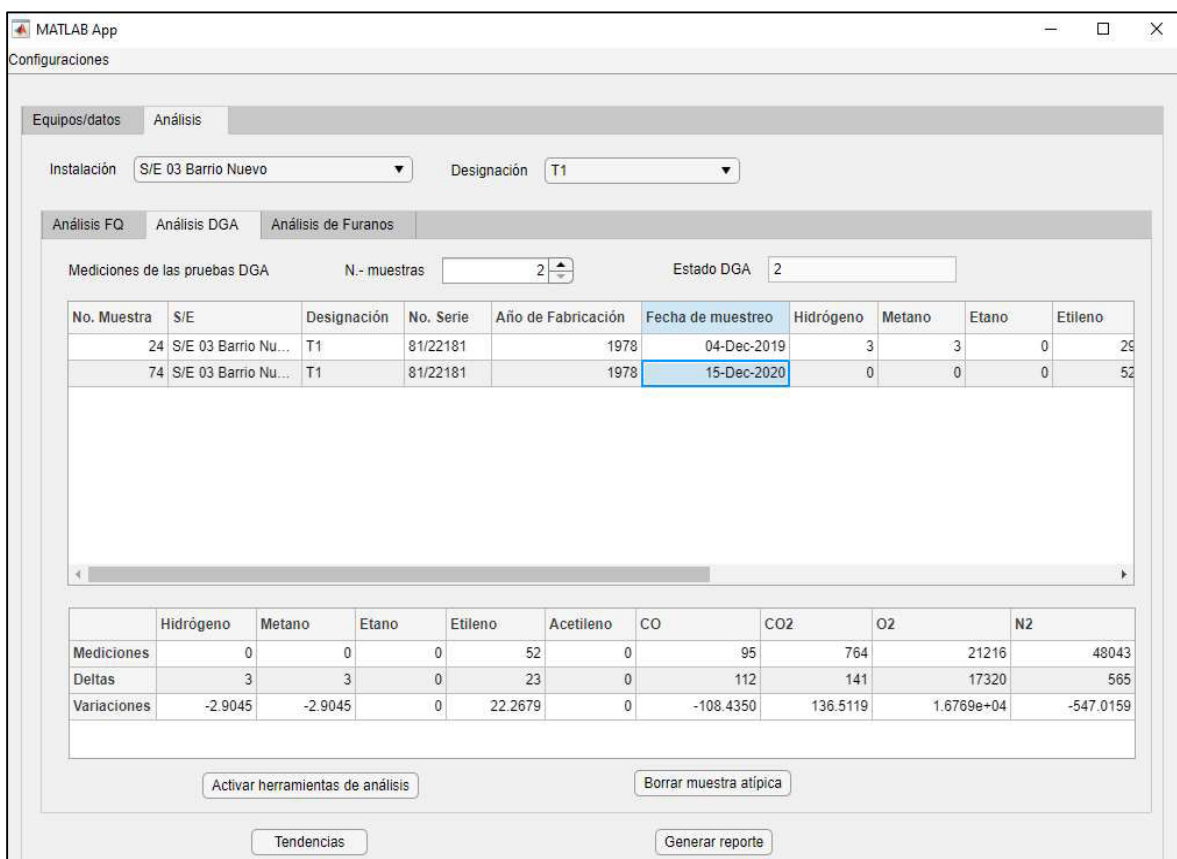 MATLAB App
Configuraciones
Equipos/datos Análisis
Instalación S/E 03 Barrio Nuevo Designación T1
Análisis FQ Análisis DGA Análisis de Furanos
Mediciones de las pruebas DGA N.- muestras 2 Estado DGA 2
No. Muestra S/E Designación No. Serie Año de Fabricación Fecha de muestreo Hidrógeno Metano Etano Etileno
24 S/E 03 Barrio Nu... T1 81/22181 1978 04-Dec-2019 3 3 0 29
74 S/E 03 Barrio Nu... T1 81/22181 1978 15-Dec-2020 0 0 0 52
Hidrógeno Metano Etano Etileno Acetileno CO CO2 O2 N2
Mediciones 0 0 0 52 0 95 764 21216 48043
Deltas 3 3 0 23 0 112 141 17320 565
Variaciones -2.9045 -2.9045 0 22.2679 0 -108.4350 136.5119 1.6769e+04 -547.0159
Activar herramientas de análisis Borrar muestra atípica
Tendencias Generar reporte